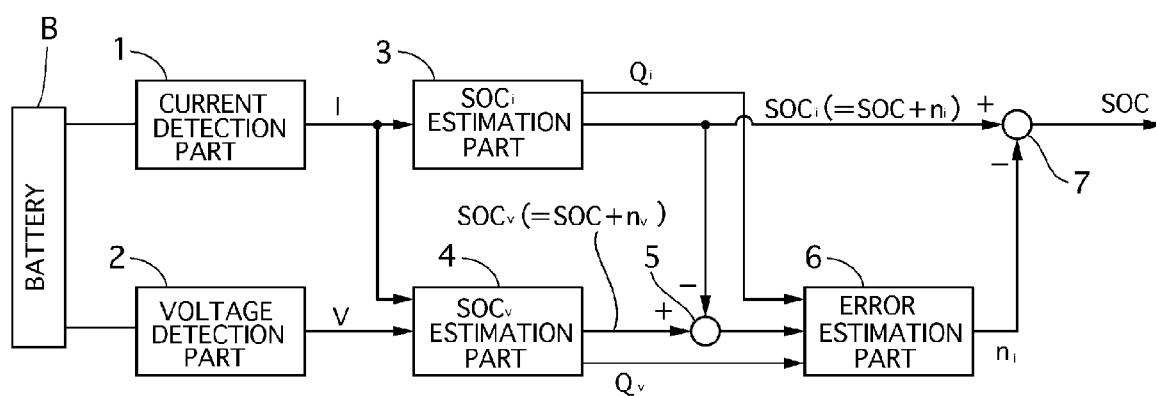 B
BATTERY
1
CURRENT
DETECTION
PART
I
3
SOCi
ESTIMATION
PART
Qi
SOCi (=SOC+ni)
+
−
7
SOC
SOCv (=SOC+nv)
2
VOLTAGE
DETECTION
PART
V
4
SOCv
ESTIMATION
PART
Qv
+
−
5
6
ERROR
ESTIMATION
PART
ni